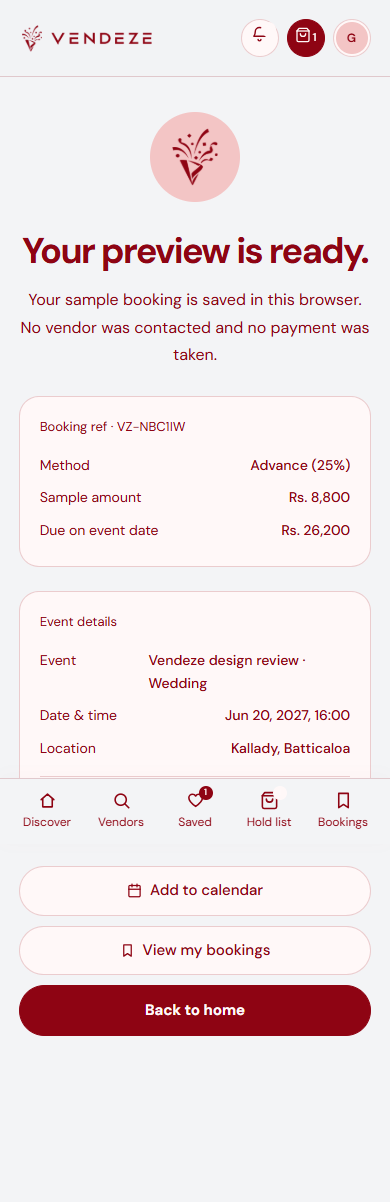 VENDEZE
1
G
Your preview is ready.
Your sample booking is saved in this browser.
No vendor was contacted and no payment was
taken.
Booking ref · VZ-NBC1IW
Method Advance (25%)
Sample amount Rs. 8,800
Due on event date Rs. 26,200
Event details
Event Vendeze design review ·
Wedding
Date & time Jun 20, 2027, 16:00
Location Kallady, Batticaloa
1
Discover Vendors Saved Hold list Bookings
Add to calendar
View my bookings
Back to home